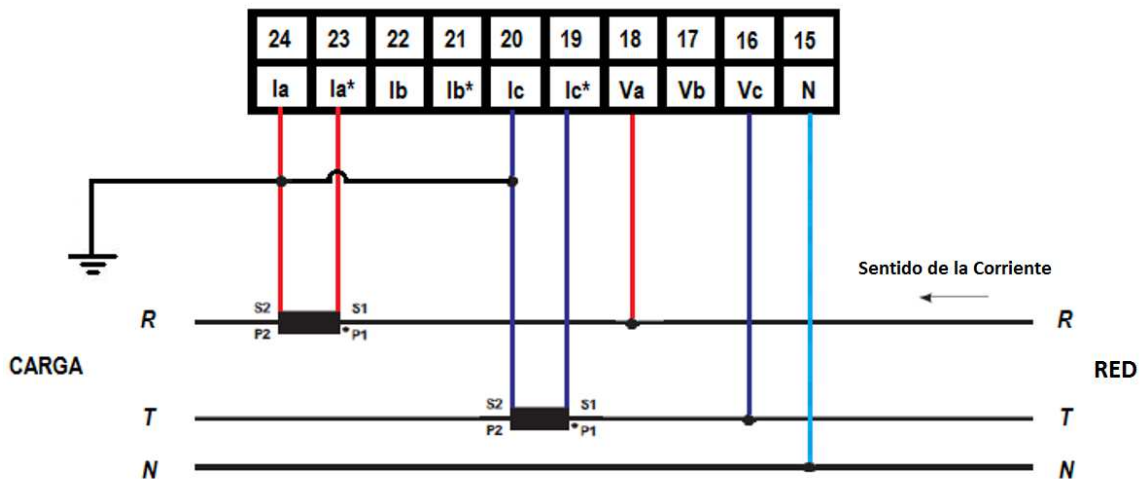 24 23 22 21 20 19 18 17 16 15
Ia Ia* Ib Ib* Ic Ic* Va Vb Vc N
Sentido de la Corriente
S2 S1
R R
P2 P1
CARGA RED
S2 S1
T T
P2 P1
N N